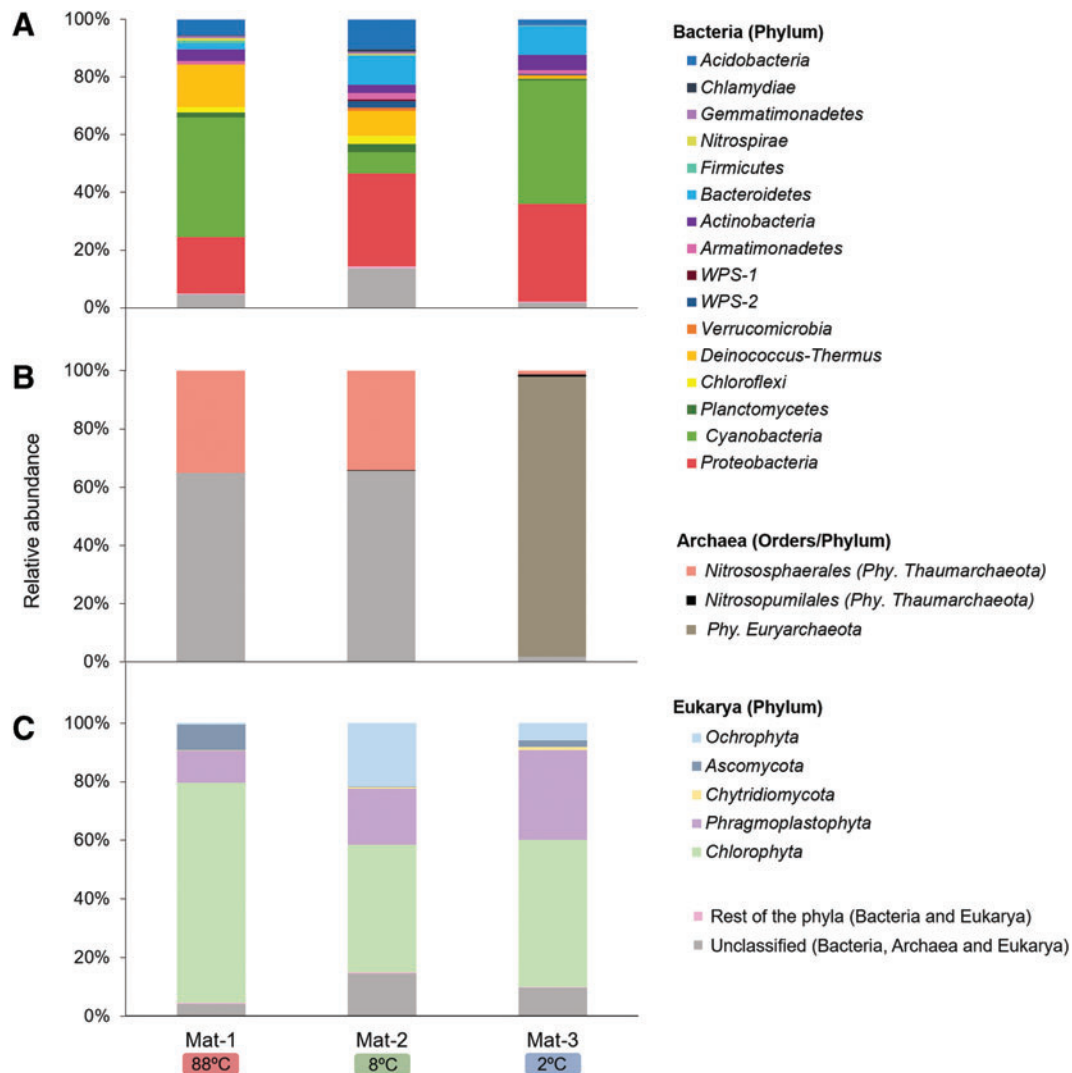 A
100%
80%
60%
40%
20%
0%
B
100%
80%
60%
40%
20%
0%
C
100%
80%
60%
40%
20%
0%
Relative abundance
Mat-1
Mat-2
Mat-3
88ºC
8ºC
2ºC
Bacteria (Phylum)
Acidobacteria
Chlamydiae
Gemmatimonadetes
Nitrospirae
Firmicutes
Bacteroidetes
Actinobacteria
Armatimonadetes
WPS-1
WPS-2
Verrucomicrobia
Deinococcus-Thermus
Chloroflexi
Planctomycetes
Cyanobacteria
Proteobacteria
Archaea (Orders/Phylum)
Nitrososphaerales (Phy. Thaumarchaeota)
Nitrosopumilales (Phy. Thaumarchaeota)
Phy. Euryarchaeota
Eukarya (Phylum)
Ochrophyta
Ascomycota
Chytridiomycota
Phragmoplastophyta
Chlorophyta
Rest of the phyla (Bacteria and Eukarya)
Unclassified (Bacteria, Archaea and Eukarya)